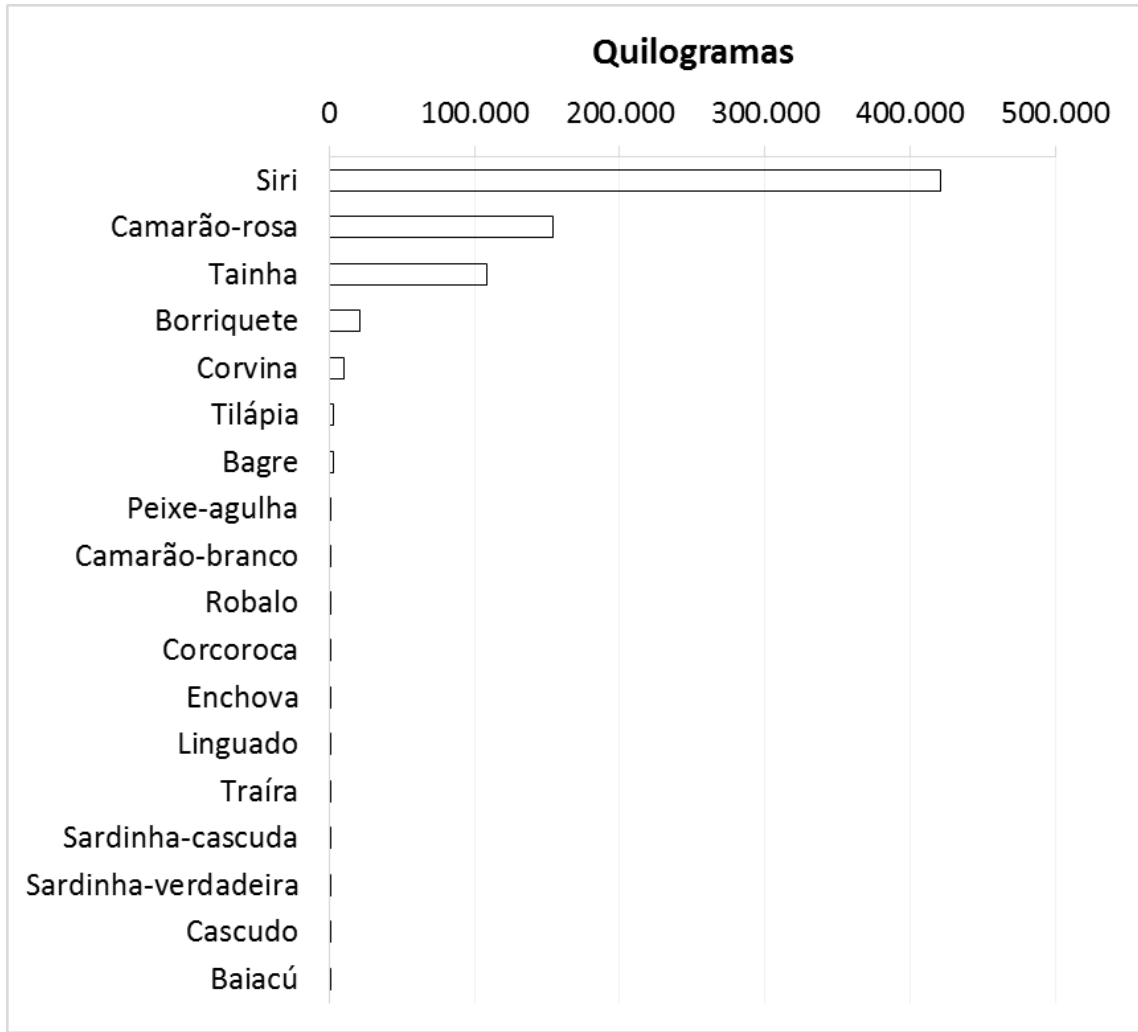 Quilogramas
0 100.000 200.000 300.000 400.000 500.000
Siri
Camarão-rosa
Tainha
Borriquete
Corvina
Tilápia
Bagre
Peixe-agulha
Camarão-branco
Robalo
Corcoroca
Enchova
Linguado
Traíra
Sardinha-cascuda
Sardinha-verdadeira
Cascudo
Baiacú